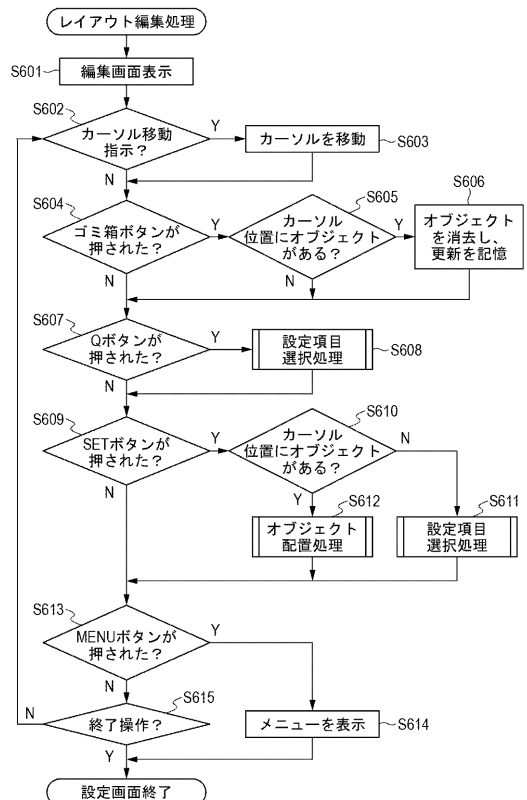 レイアウト編集処理
S601
編集画面表示
S602
カーソル移動
指示？
Y
カーソルを移動
S603
N
S604
ゴミ箱ボタンが
押された？
Y
S605
カーソル
位置にオブジェクト
がある？
Y
S606
オブジェクト
を消去し、
更新を記憶
N
N
S607
Qボタンが
押された？
Y
設定項目
選択処理
S608
N
S609
SETボタンが
押された？
Y
S610
カーソル
位置にオブジェクト
がある？
N
N
Y
S612
オブジェクト
配置処理
S611
設定項目
選択処理
S613
MENUボタンが
押された？
Y
N
S615
終了操作？
N
メニューを表示
S614
Y
設定画面終了